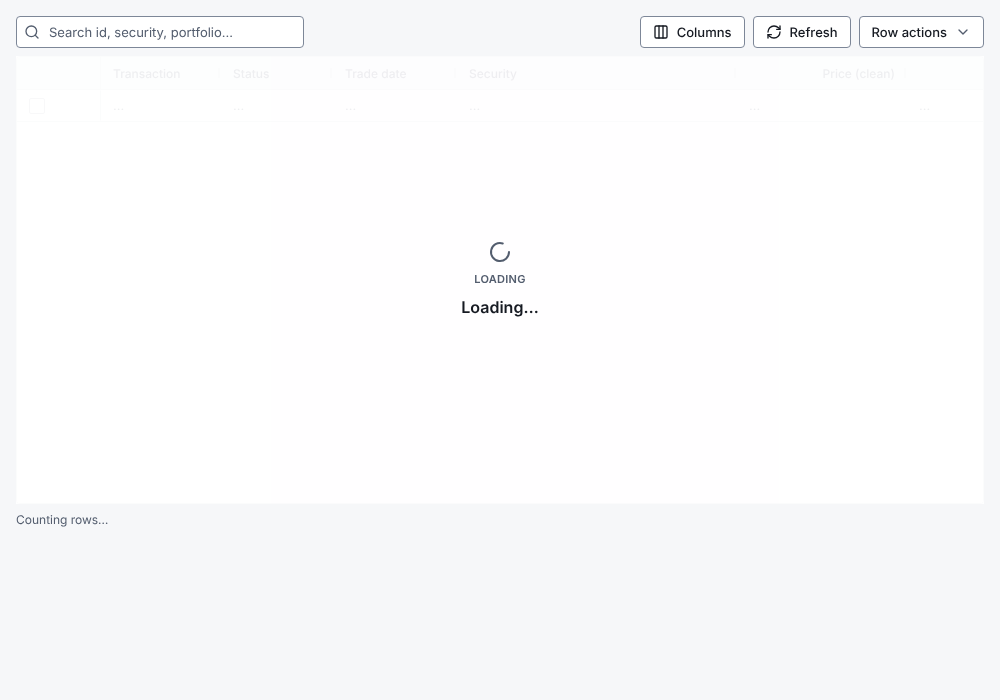 Search id, security, portfolio...
Columns
Refresh
Row actions
Transaction
Status
Trade date
Security
Price (clean)
...
...
...
...
...
...
LOADING
Loading...
Counting rows...